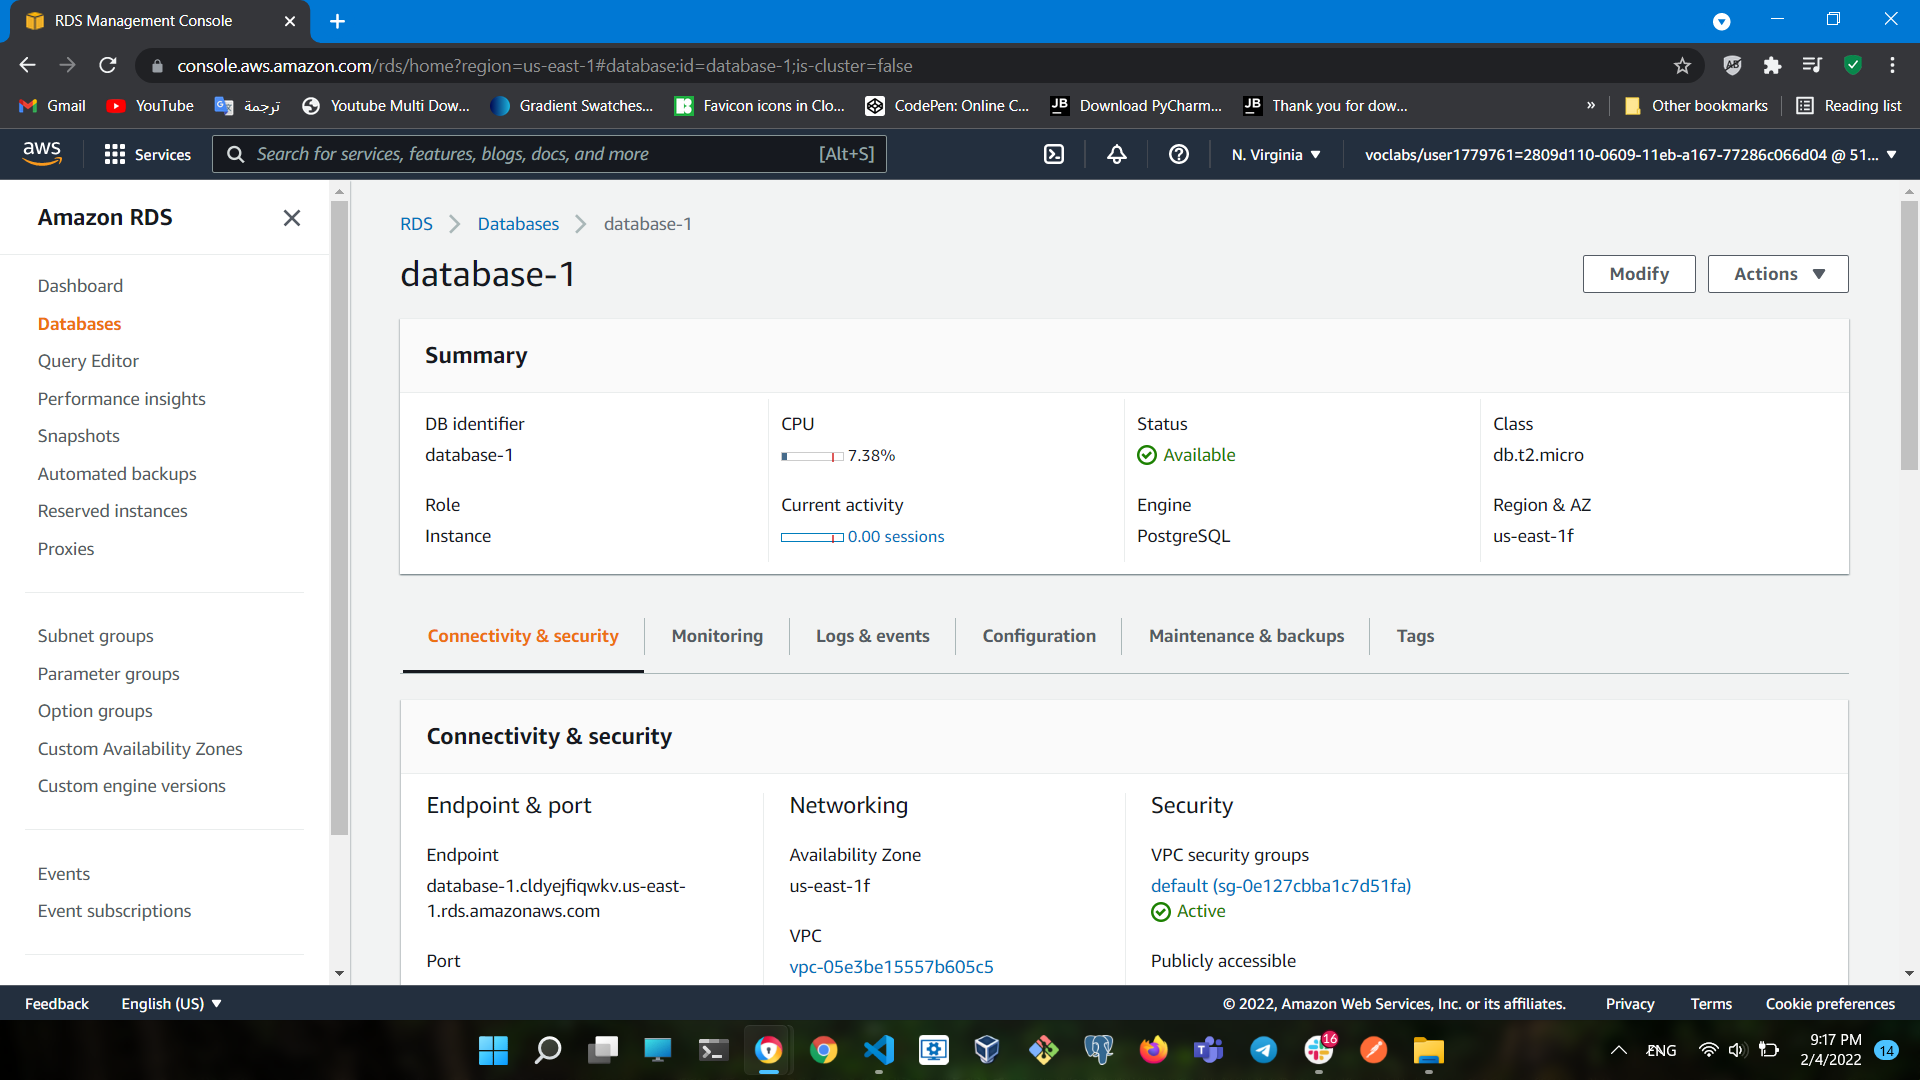 RDS Management Console
console.aws.amazon.com/rds/home?region=us-east-1#database:id=database-1;is-cluster=false
Gmail
YouTube
ترجمة
Youtube Multi Dow...
Gradient Swatches...
Favicon icons in Clo...
CodePen: Online C...
Download PyCharm...
Thank you for dow...
»
Other bookmarks
Reading list
aws
Services
Search for services, features, blogs, docs, and more
[Alt+S]
N. Virginia
voclabs/user1779761=2809d110-0609-11eb-a167-77286c066d04 @ 51...
Amazon RDS
Dashboard
Databases
Query Editor
Performance insights
Snapshots
Automated backups
Reserved instances
Proxies
Subnet groups
Parameter groups
Option groups
Custom Availability Zones
Custom engine versions
Events
Event subscriptions
RDS
Databases
database-1
database-1
Modify
Actions
Summary
DB identifier
database-1
CPU
7.38%
Status
Available
Class
db.t2.micro
Role
Instance
Current activity
0.00 sessions
Engine
PostgreSQL
Region & AZ
us-east-1f
Connectivity & security
Monitoring
Logs & events
Configuration
Maintenance & backups
Tags
Connectivity & security
Endpoint & port
Endpoint
database-1.cldyejfiqwkv.us-east-
1.rds.amazonaws.com
Port
Networking
Availability Zone
us-east-1f
VPC
vpc-05e3be15557b605c5
Security
VPC security groups
default (sg-0e127cbba1c7d51fa)
Active
Publicly accessible
Feedback
English (US)
© 2022, Amazon Web Services, Inc. or its affiliates.
Privacy
Terms
Cookie preferences
16
ENG
9:17 PM
2/4/2022
14